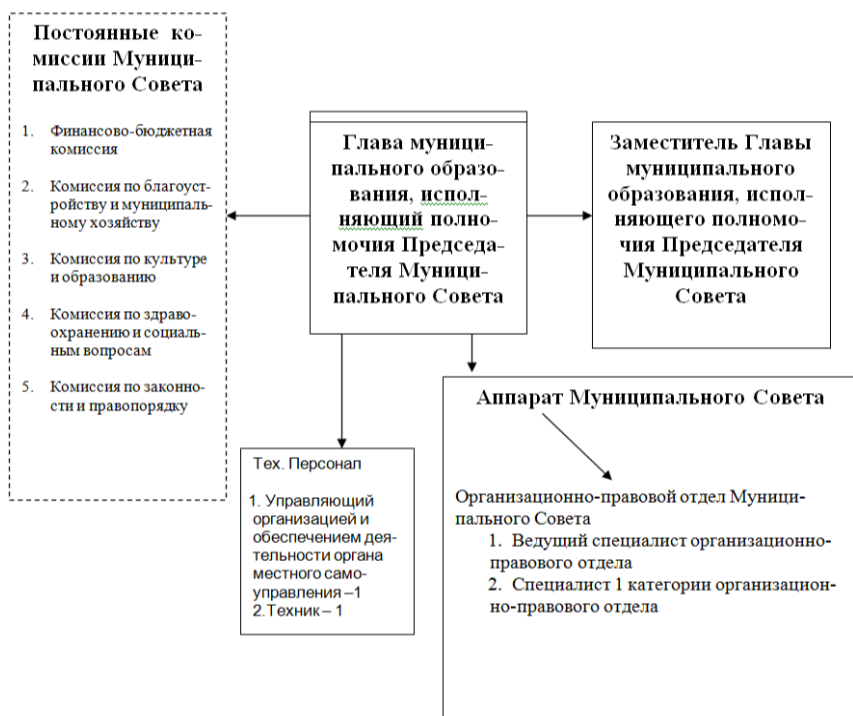 Постоянные ко-
миссии Муници-
пального Совета
1. Финансово-бюджетная
комиссия
2. Комиссия по благоуст-
ройству и муниципаль-
ному хозяйству
3. Комиссия по культуре
и образованию
4. Комиссия по здраво-
охранению и социаль-
ным вопросам
5. Комиссия по законно-
сти и правопорядку
Глава муници-
пального образо-
вания, испол-
няющий полно-
мочия Председа-
теля Муници-
пального Совета
Заместитель Главы
муниципального
образования, испол-
няющего полномо-
чия Председателя
Муниципального
Совета
Тех. Персонал
1. Управляющий
организацией и
обеспечением дея-
тельности органа
местного само-
управления –1
2.Техник – 1
Аппарат Муниципального Совета
Организационно-правовой отдел Муници-
пального Совета
1. Ведущий специалист организационно-
правового отдела
2. Специалист 1 категории организацион-
но-правового отдела